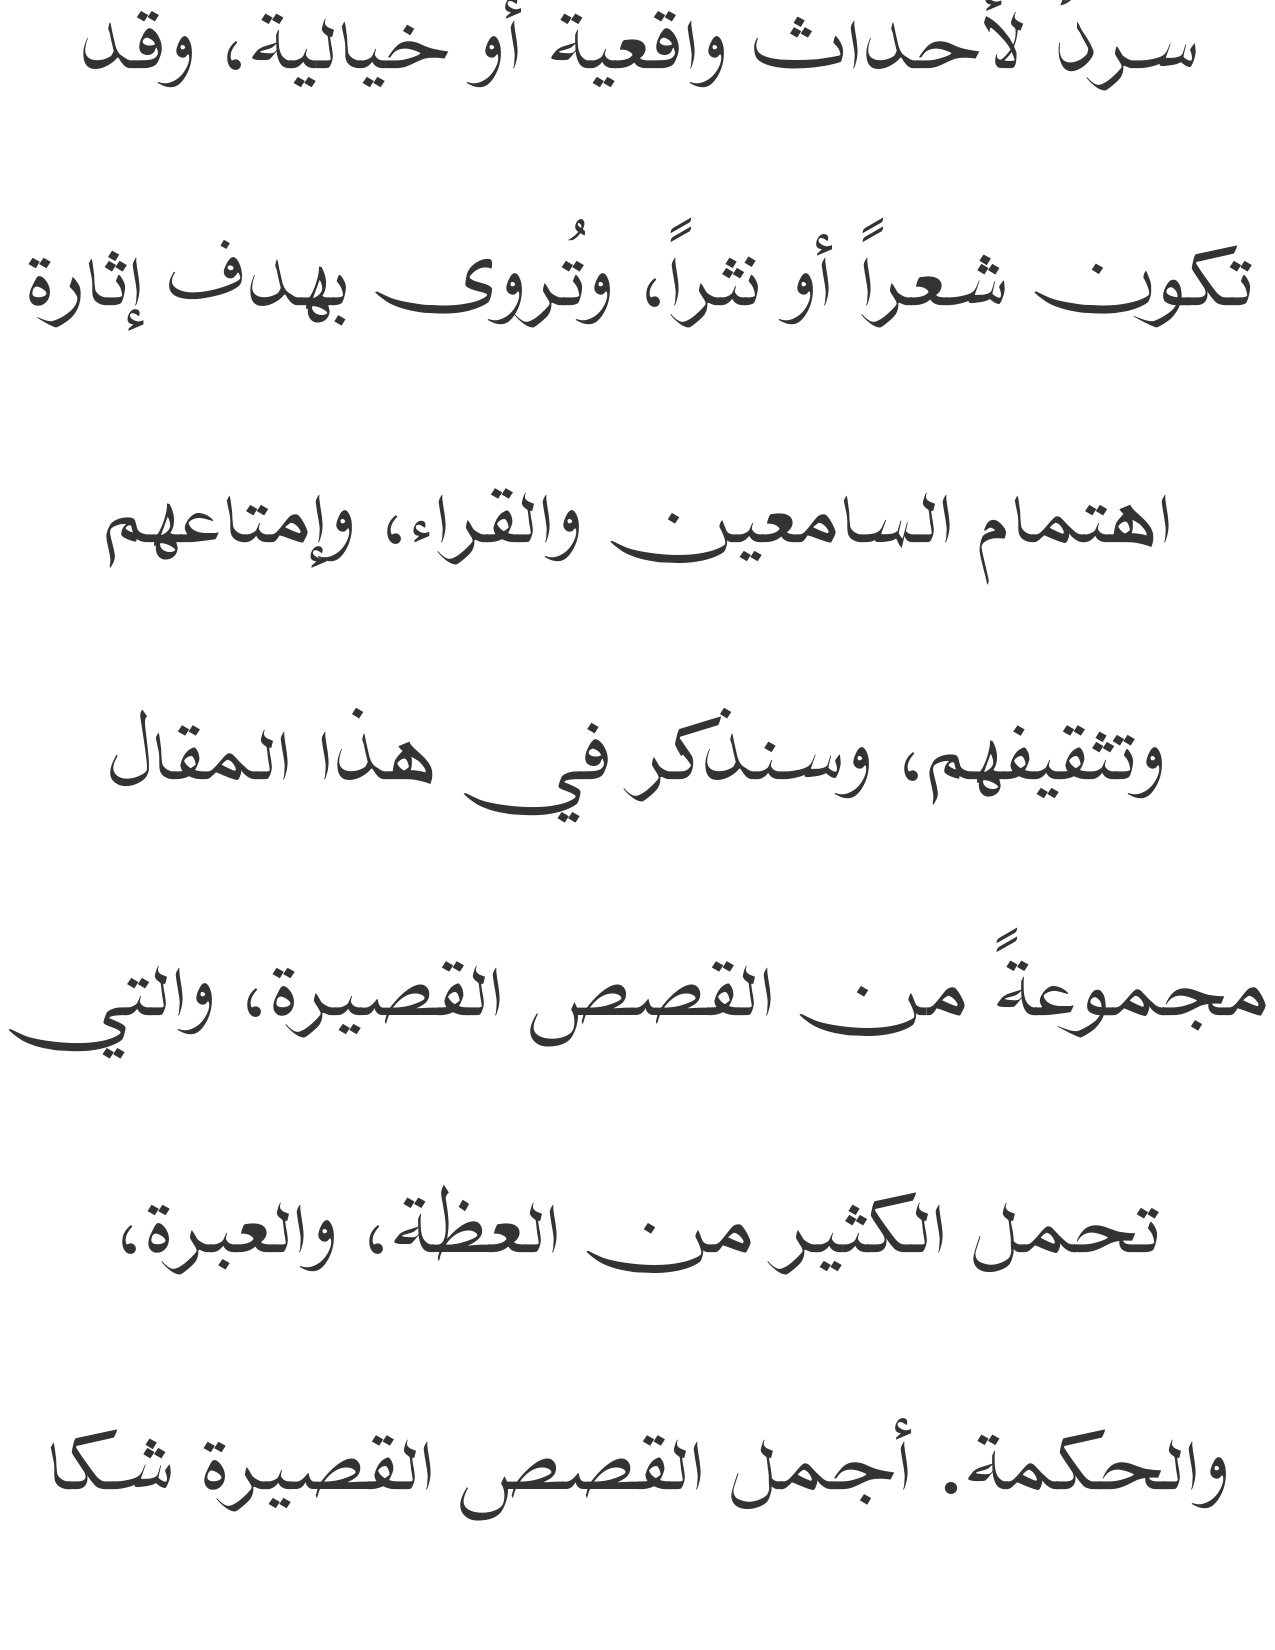 سردٌ لأحداث واقعية أو خيالية، وقد
تكون شعراً أو نثراً، وتُروى بهدف إثارة
اهتمام السامعين والقراء، وإمتاعهم
وتثقيفهم، وسنذكر في هذا المقال
مجموعةً من القصص القصيرة، والتي
تحمل الكثير من العظة، والعبرة،
والحكمة. أجمل القصص القصيرة شكا